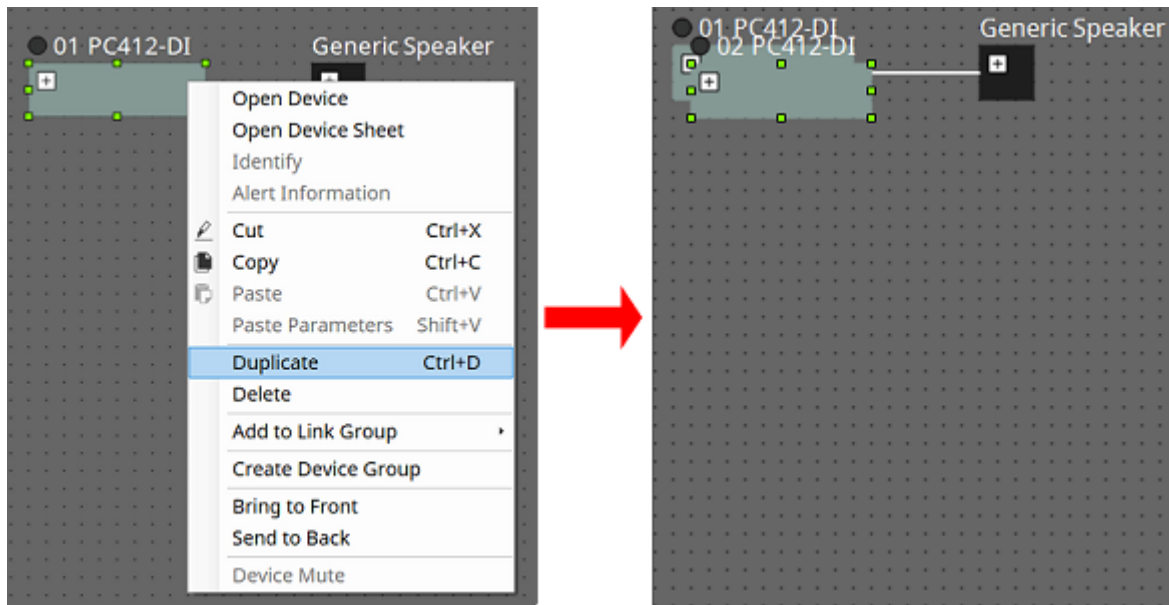 01 PC412-DI
Generic Speaker
Open Device
Open Device Sheet
Identify
Alert Information
Cut Ctrl+X
Copy Ctrl+C
Paste Ctrl+V
Paste Parameters Shift+V
Duplicate Ctrl+D
Delete
Add to Link Group
Create Device Group
Bring to Front
Send to Back
Device Mute
01 PC412-DI
02 PC412-DI
Generic Speaker